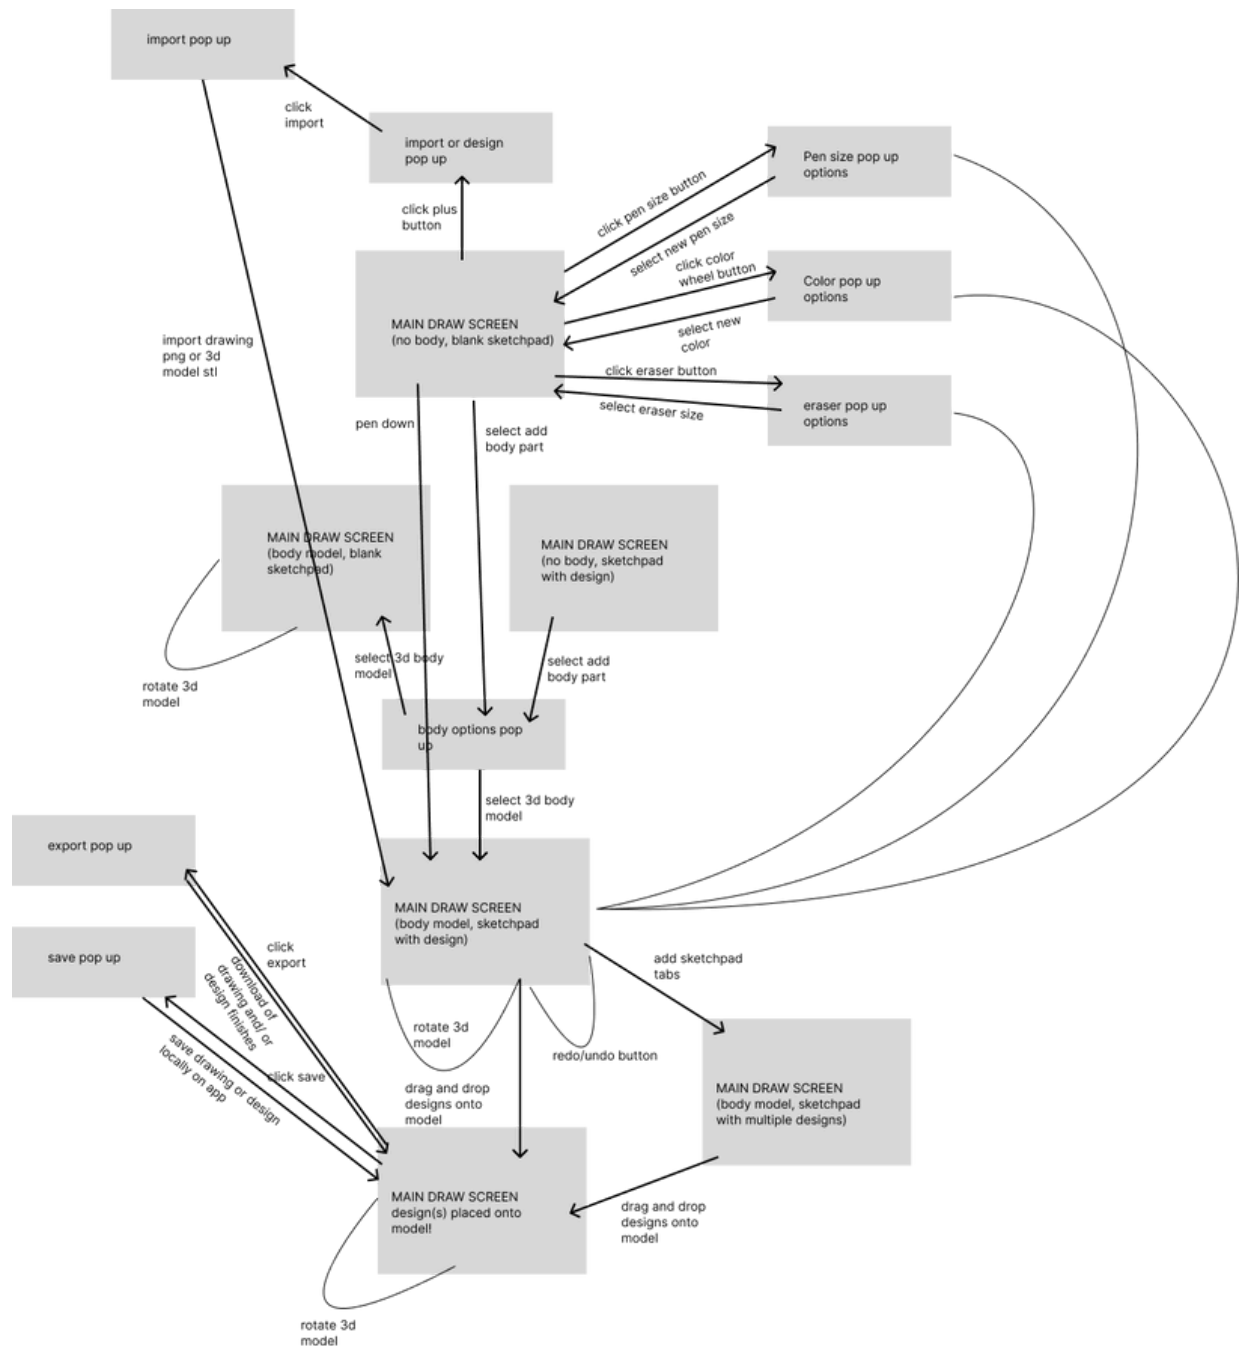 import pop up
click
import
import or design
pop up
click plus
button
Pen size pop up
options
click pen size button
select new pen size
click color
wheel button
Color pop up
options
select new
color
MAIN DRAW SCREEN
(no body, blank sketchpad)
import drawing
png or 3d
model stl
click eraser button
select eraser size
eraser pop up
options
pen down
select add
body part
MAIN DRAW SCREEN
(body model, blank
sketchpad)
MAIN DRAW SCREEN
(no body, sketchpad
with design)
select 3d body
model
select add
body part
rotate 3d
model
body options pop
up
select 3d body
model
export pop up
MAIN DRAW SCREEN
(body model, sketchpad
with design)
save pop up
click
export
download of
drawing and/ or
design finishes
add sketchpad
tabs
rotate 3d
model
redo/undo button
click save
save drawing or design
locally on app
drag and drop
designs onto
model
MAIN DRAW SCREEN
(body model, sketchpad
with multiple designs)
MAIN DRAW SCREEN
design(s) placed onto
model!
drag and drop
designs onto
model
rotate 3d
model